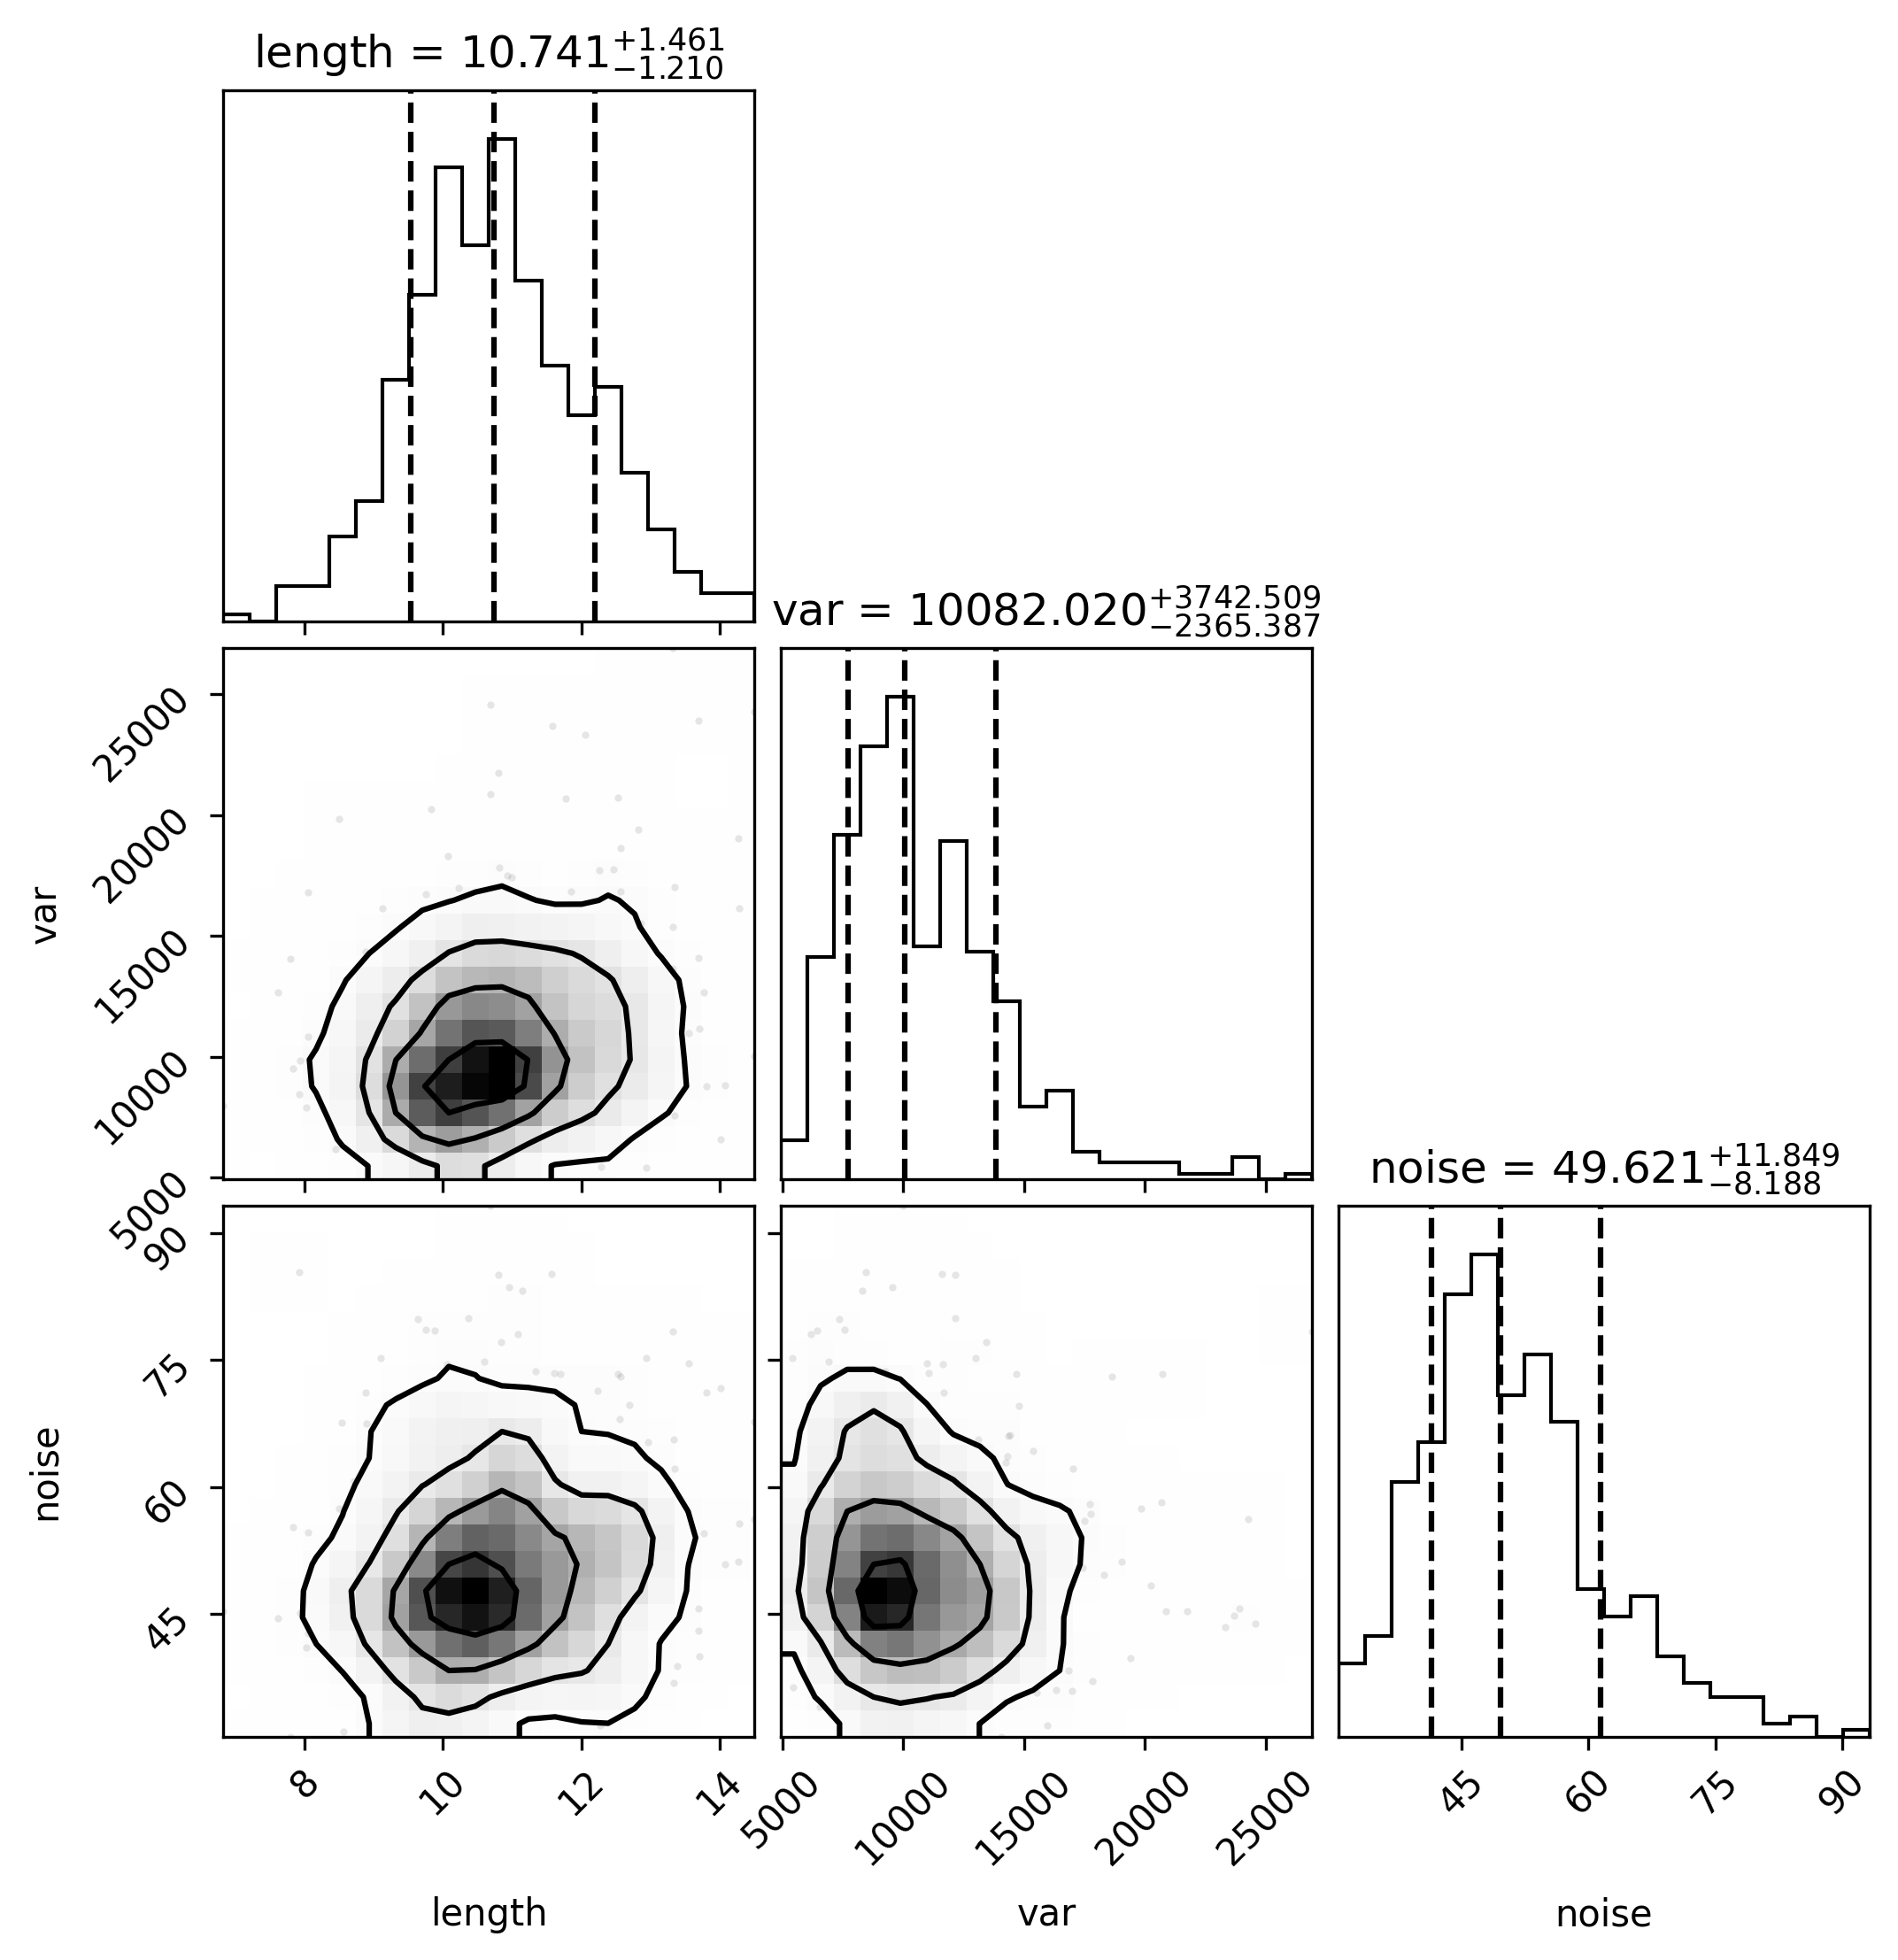 length = 10.741 +1.461 −1.210
var = 10082.020 +3742.509 −2365.387
25000
20000
15000
10000
5000
var
noise = 49.621 +11.849 −8.188
90
75
60
45
noise
8 10 12 14 5000 10000 15000 20000 25000 45 60 75 90
length var noise